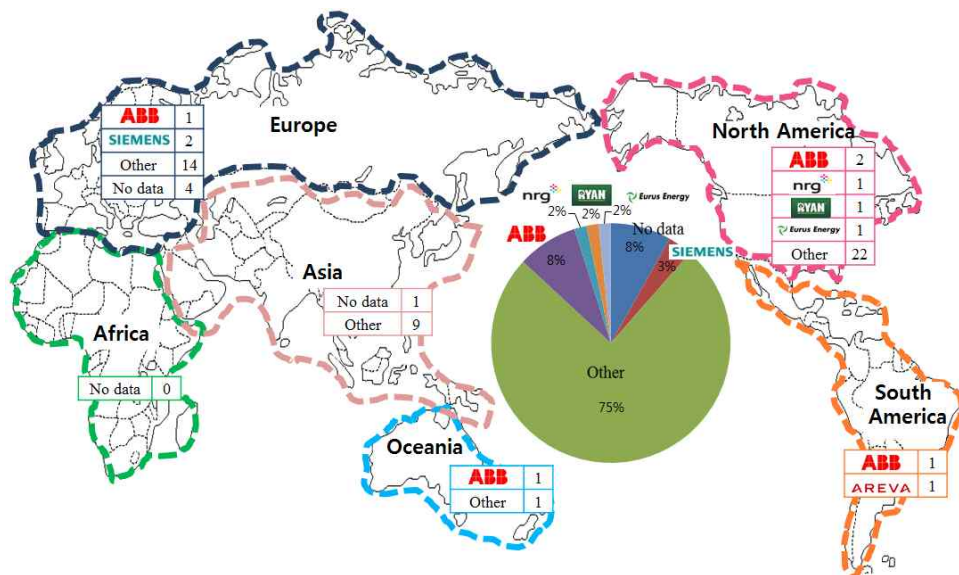 Europe
ABB 1
SIEMENS 2
Other 14
No data 4
North America
ABB 2
nrg 1
RYAN 1
Eurus Energy 1
Other 22
nrg
RYAN
Eurus Energy
2%
2%
2%
No data
8%
SIEMENS
3%
ABB
8%
Other
75%
Asia
No data 1
Other 9
Africa
No data 0
Oceania
ABB 1
Other 1
South
America
ABB 1
AREVA 1